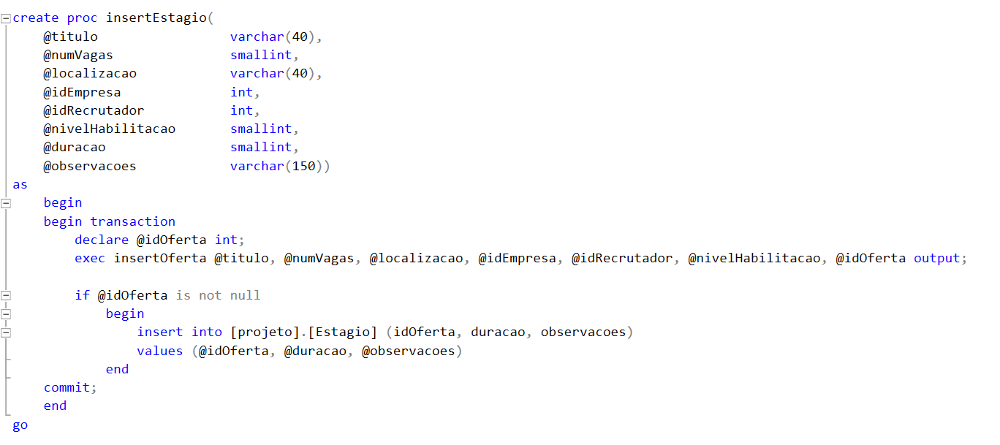 create proc insertEstagio(
@titulo varchar(40),
@numVagas smallint,
@localizacao varchar(40),
@idEmpresa int,
@idRecrutador int,
@nivelHabilitacao smallint,
@duracao smallint,
@observacoes varchar(150))
as
begin
begin transaction
declare @idOferta int;
exec insertOferta @titulo, @numVagas, @localizacao, @idEmpresa, @idRecrutador, @nivelHabilitacao, @idOferta output;
if @idOferta is not null
begin
insert into [projeto].[Estagio] (idOferta, duracao, observacoes)
values (@idOferta, @duracao, @observacoes)
end
commit;
end
go